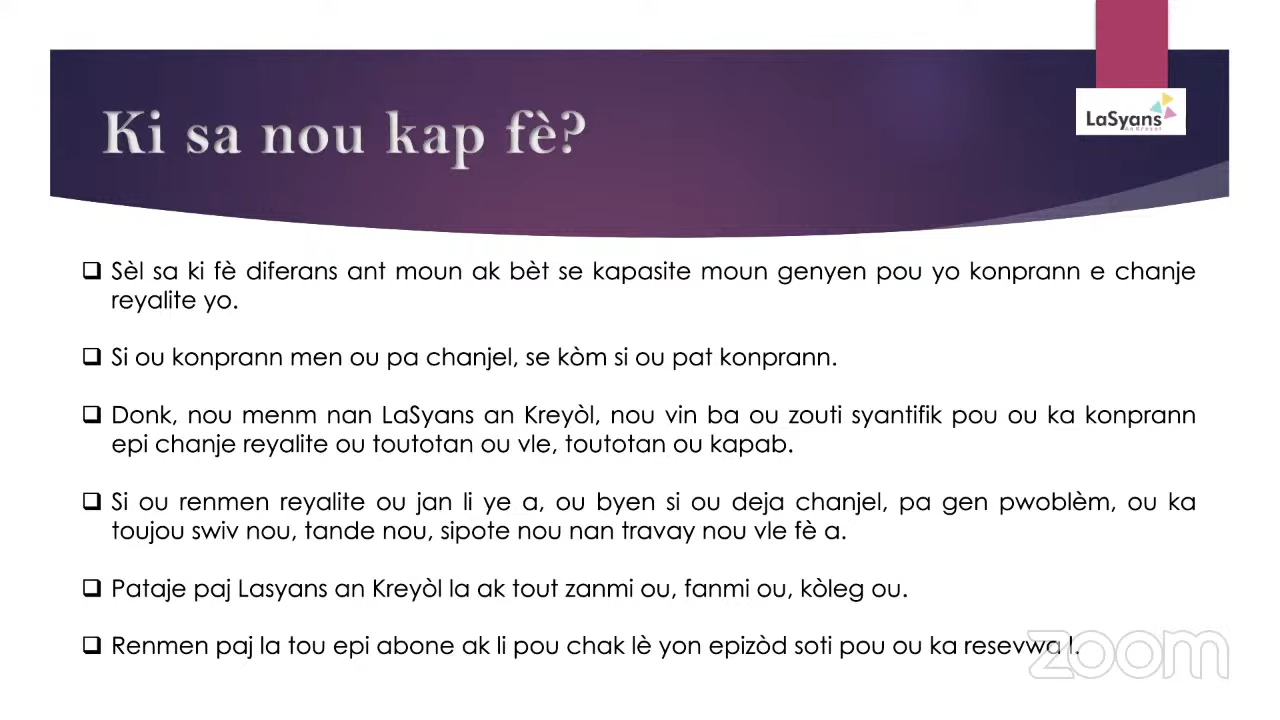 Ki sa nou kap fè?
LaSyans
An Kreyol
❑ Sèl sa ki fè diferans ant moun ak bèt se kapasite moun genyen pou yo konprann e chanje
reyalite yo.
❑ Si ou konprann men ou pa chanjel, se kòm si ou pat konprann.
❑ Donk, nou menm nan LaSyans an Kreyòl, nou vin ba ou zouti syantifik pou ou ka konprann
epi chanje reyalite ou toutotan ou vle, toutotan ou kapab.
❑ Si ou renmen reyalite ou jan li ye a, ou byen si ou deja chanjel, pa gen pwoblèm, ou ka
toujou swiv nou, tande nou, sipote nou nan travay nou vle fè a.
❑ Pataje paj Lasyans an Kreyòl la ak tout zanmi ou, fanmi ou, kòleg ou.
❑ Renmen paj la tou epi abone ak li pou chak lè yon epizòd soti pou ou ka resevwa l.
zoom